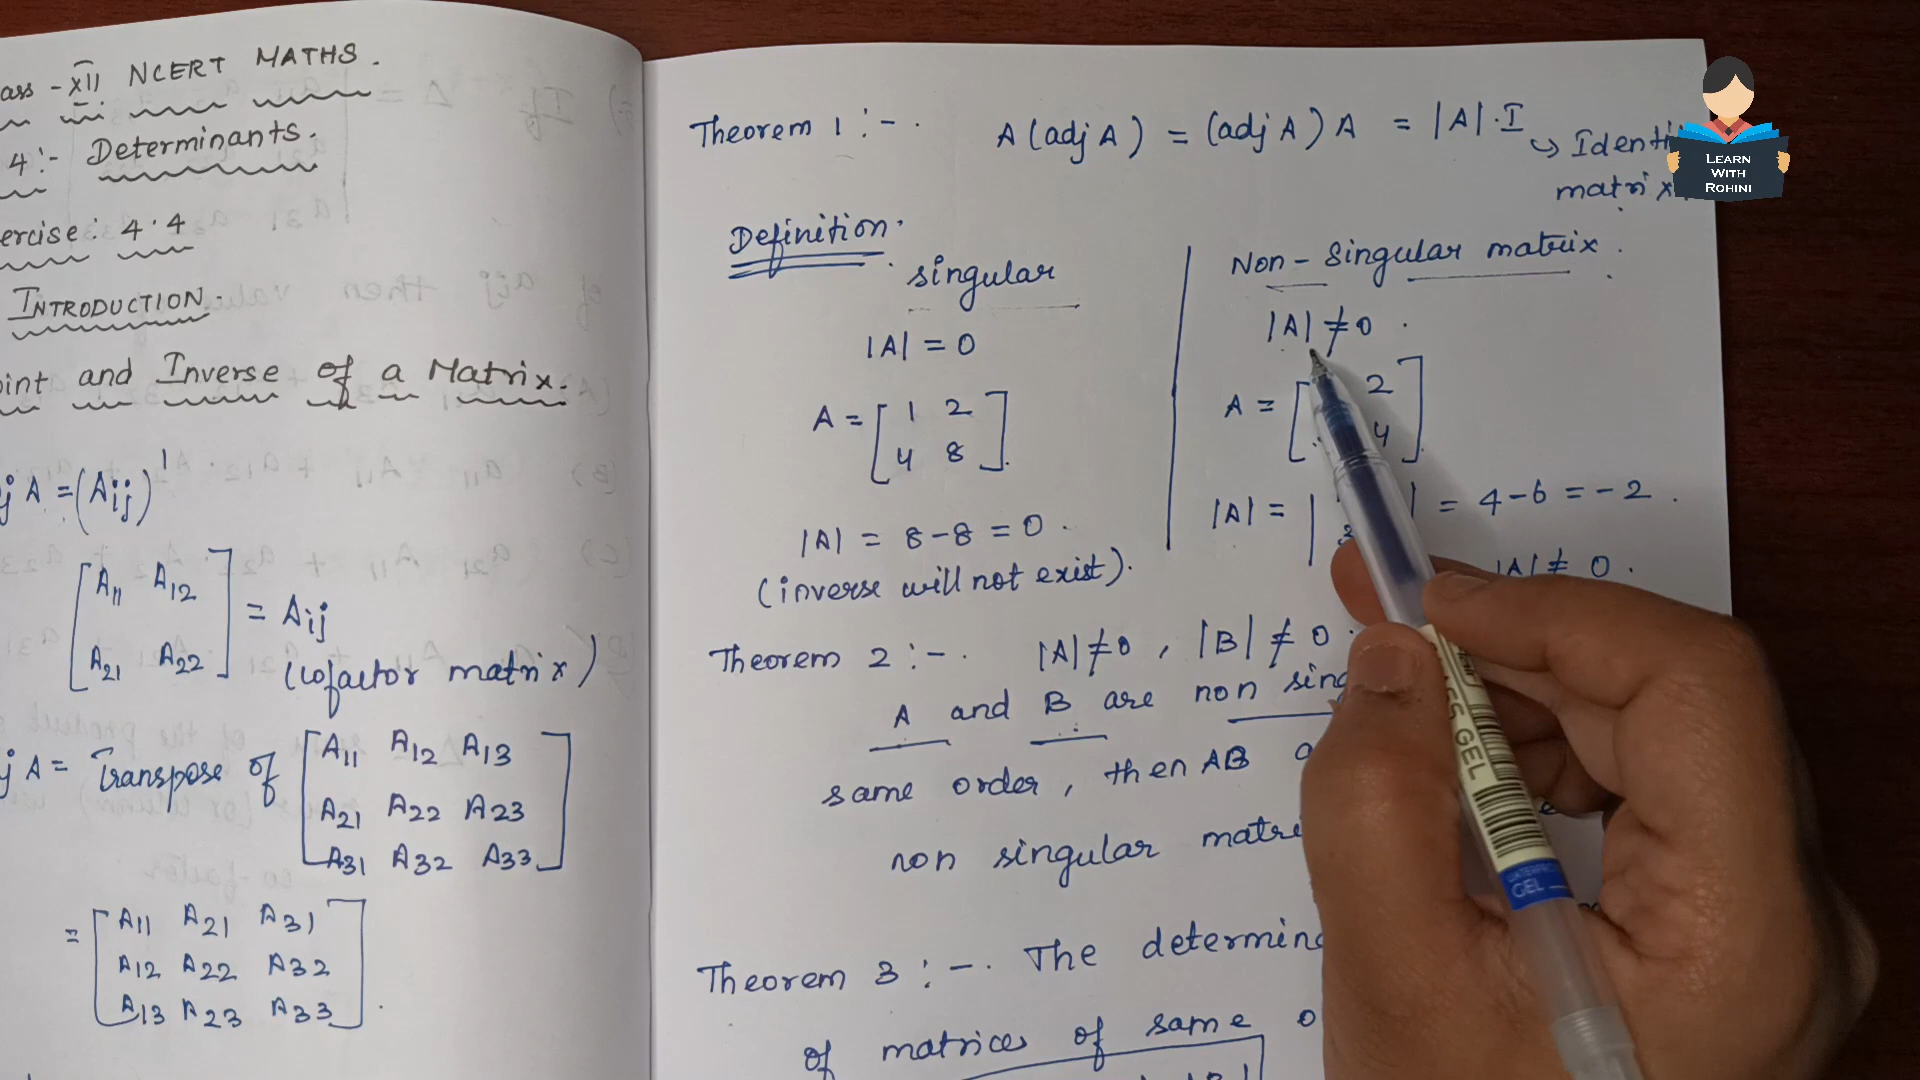 ass - XII NCERT MATHS.
4:- Determinants.
ercise: 4.4
INTRODUCTION.
oint and Inverse of a Matrix.
j A = (Aij)'
[A11 A12
A21 A22] = Aij
(cofactor matrix)
j A = Transpose of [A11 A12 A13
A21 A22 A23
A31 A32 A33]
= [A11 A21 A31
A12 A22 A32
A13 A23 A33].
Theorem 1 :-. A(adj A) = (adj A) A = |A|.I
↪ Identi
matrix
Definition.
singular
|A| = 0
A = [1 2
4 8]
|A| = 8-8 = 0.
(inverse will not exist).
Non-Singular matrix.
|A| ≠ 0.
A = [ 2
4]
|A| = | 3 | = 4-6 = -2.
|A| ≠ 0.
Theorem 2 :-. |A| ≠ 0, |B| ≠ 0.
A and B are non sing
same order, then AB a
non singular matri
Theorem 3 :-. The determin
of matrices of same o
LEARN
WITH
ROHINI
GEL
GEL